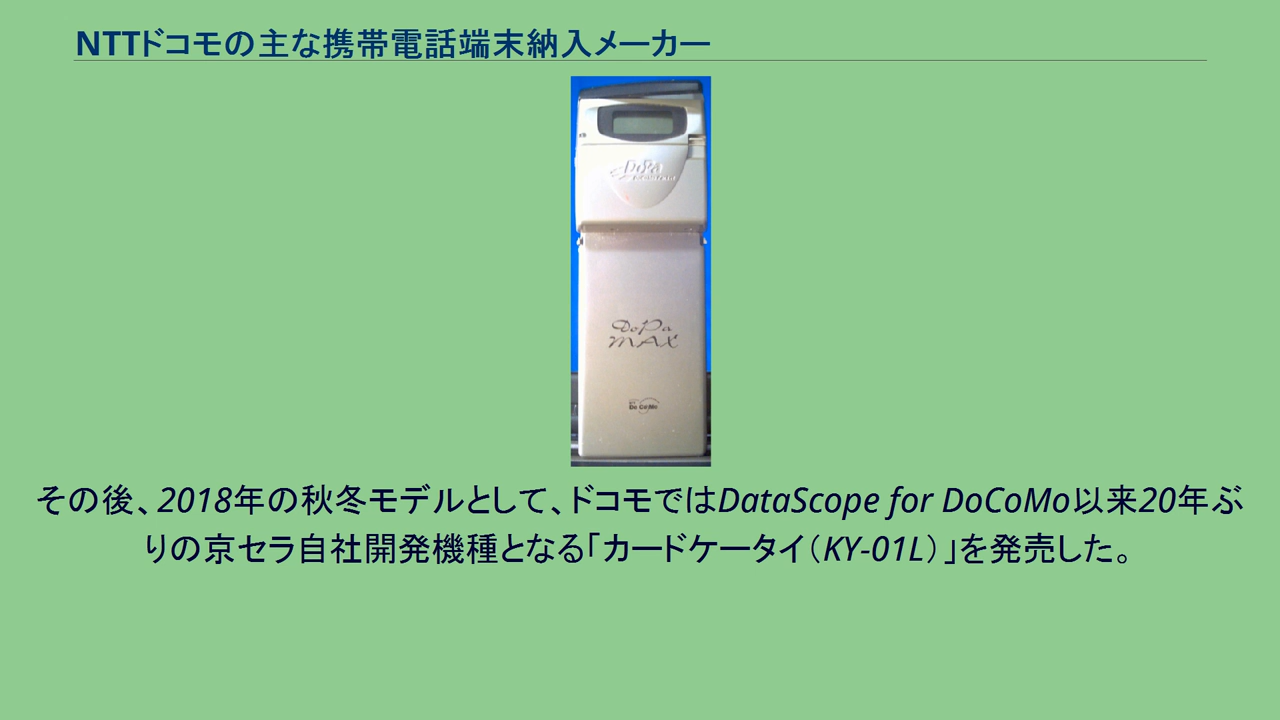 NTTドコモの主な携帯電話端末納入メーカー
DoPa
DoPa
MAX
DoCoMo
その後、2018年の秋冬モデルとして、ドコモではDataScope for DoCoMo以来20年ぶ
りの京セラ自社開発機種となる「カードケータイ（KY-01L）」を発売した。